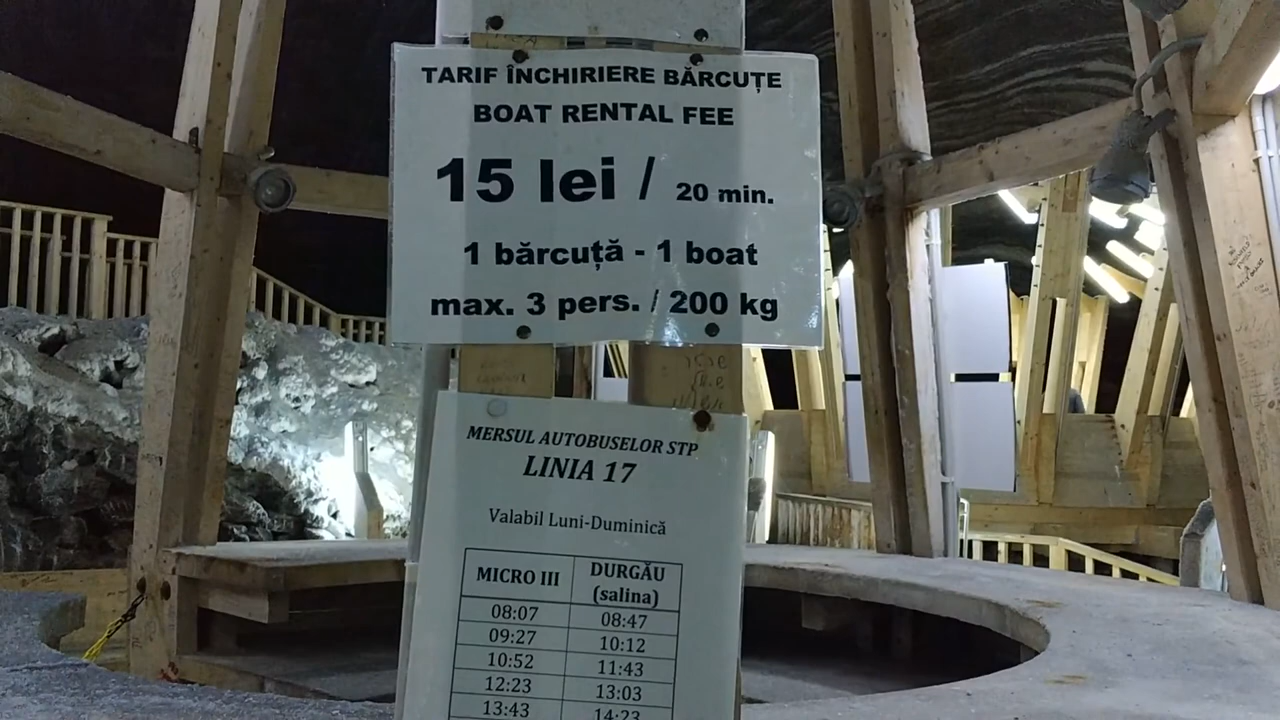 TARIF ÎNCHIRIERE BĂRCUȚE
BOAT RENTAL FEE
15 lei / 20 min.
1 bărcuță - 1 boat
max. 3 pers. / 200 kg
MERSUL AUTOBUSELOR STP
LINIA 17
Valabil Luni-Duminică
MICRO III DURGĂU (salina)
08:07 08:47
09:27 10:12
10:52 11:43
12:23 13:03
13:43 14:23